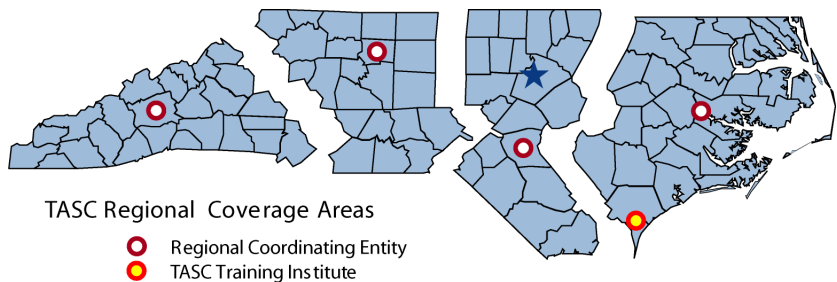 TASC Regional Coverage Areas
Regional Coordinating Entity
TASC Training Institute